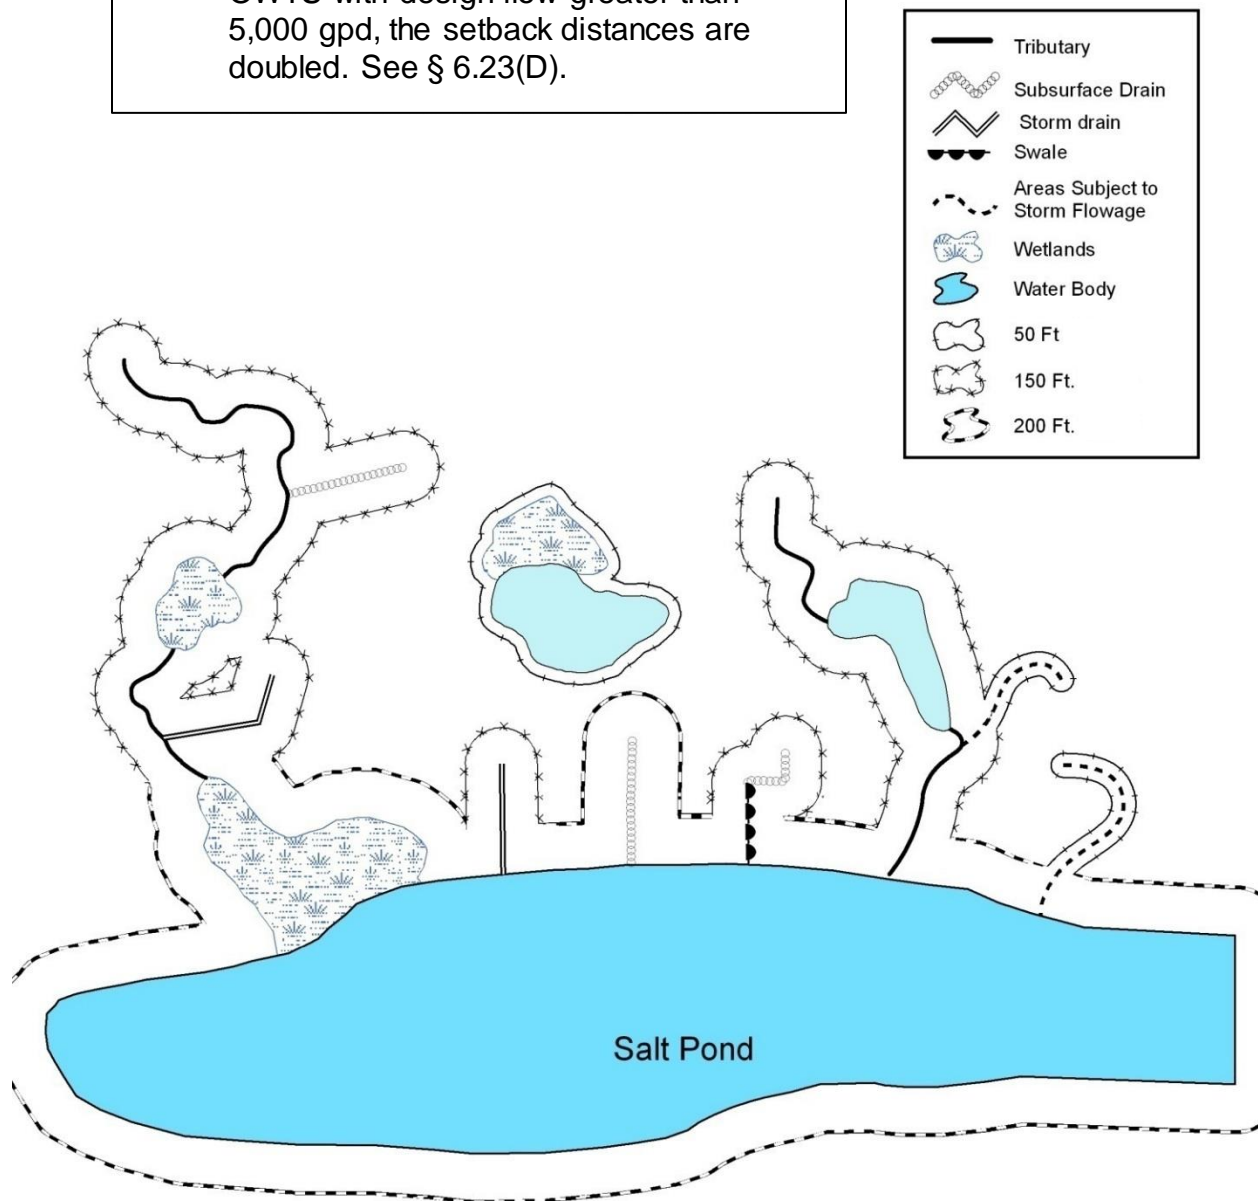 5,000 gpd, the setback distances are
doubled. See § 6.23(D).
Tributary
Subsurface Drain
Storm drain
Swale
Areas Subject to
Storm Flowage
Wetlands
Water Body
50 Ft
150 Ft.
200 Ft.
Salt Pond